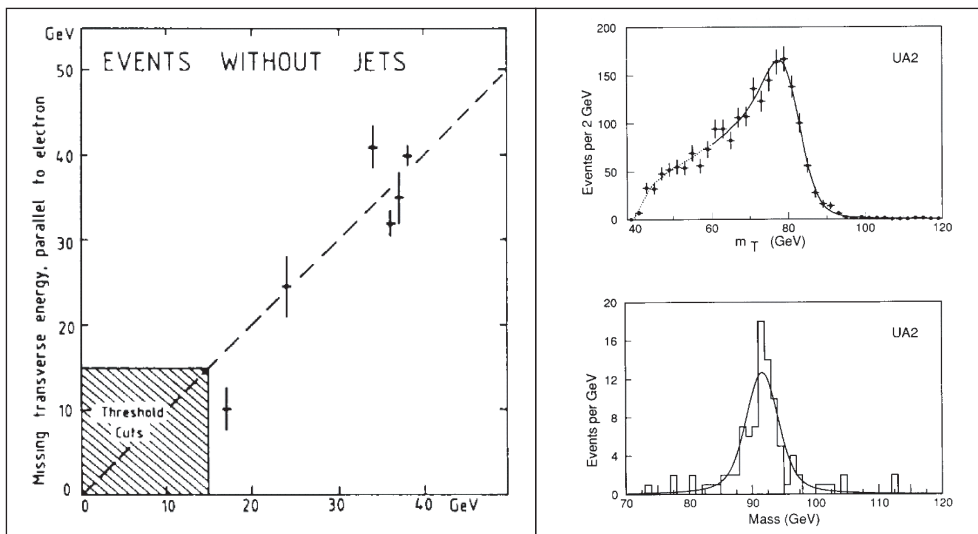 GeV
EVENTS WITHOUT JETS
50
40
30
20
15
10
0
Missing transverse energy, parallel to electron
Threshold
Cuts
0 10 20 30 40 GeV
UA2
200
150
100
50
0
Events per 2 GeV
40 60 80 100 120
m T (GeV)
UA2
20
16
12
8
4
0
Events per GeV
70 80 90 100 110 120
Mass (GeV)